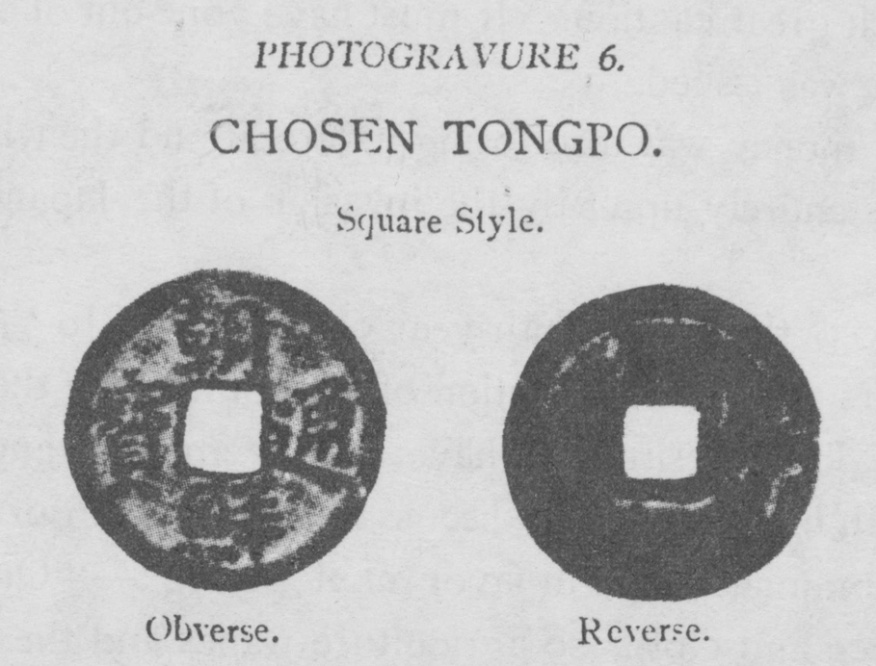 PHOTOGRAVURE 6.
CHOSEN TONGPO.
Square Style.
朝鮮通寶
Obverse. Reverse.